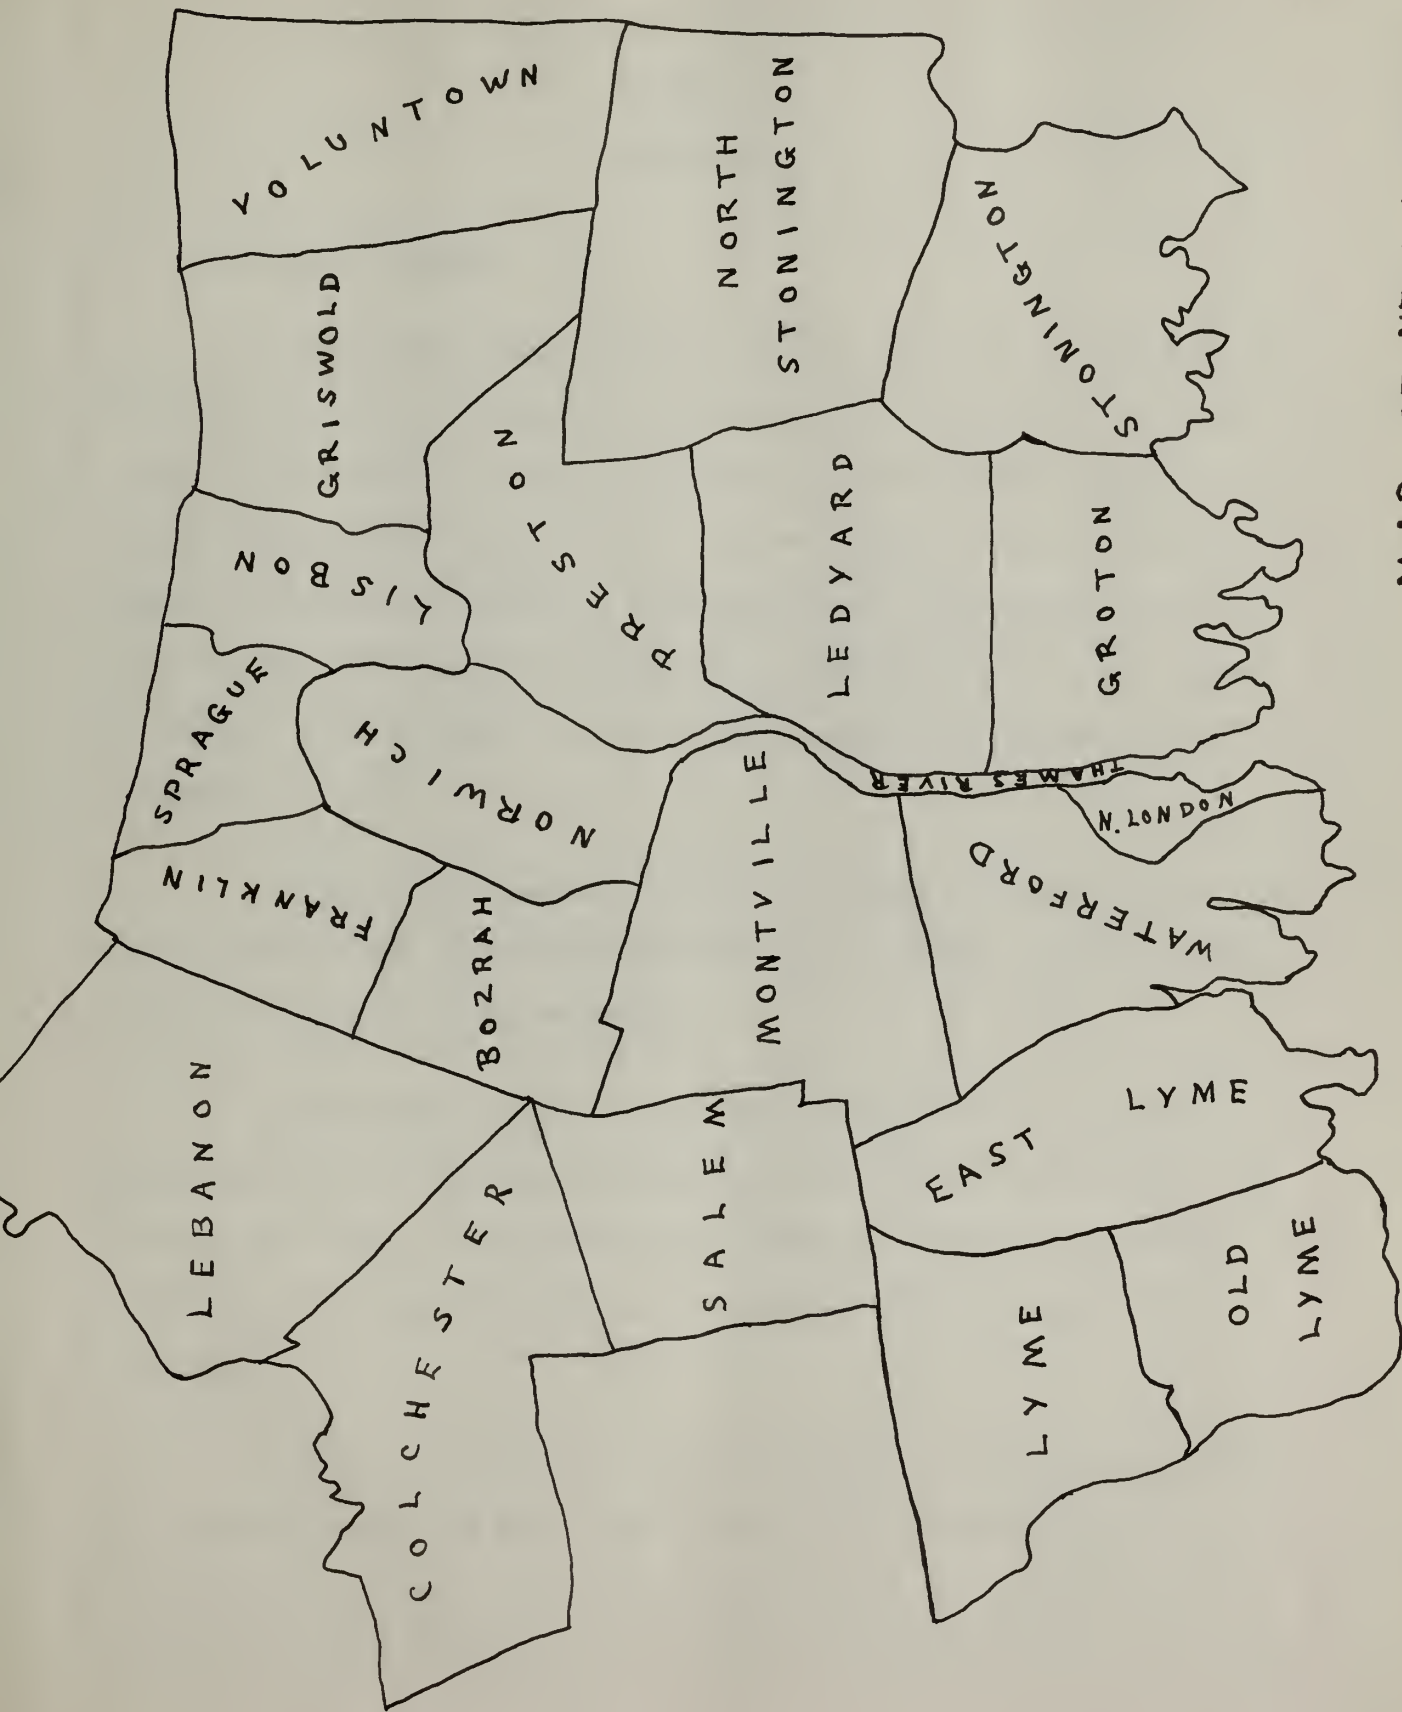 VOLUNTOWN
NORTH
STONINGTON
STONINGTON
GRISWOLD
PRESTON
LISBON
LEDYARD
GROTON
SPRAGUE
NORWICH
THAMES RIVER
N. LONDON
MONTVILLE
WATERFORD
FRANKLIN
BOZRAH
LEBANON
COLCHESTER
SALEM
EAST LYME
LYME
OLD
LYME